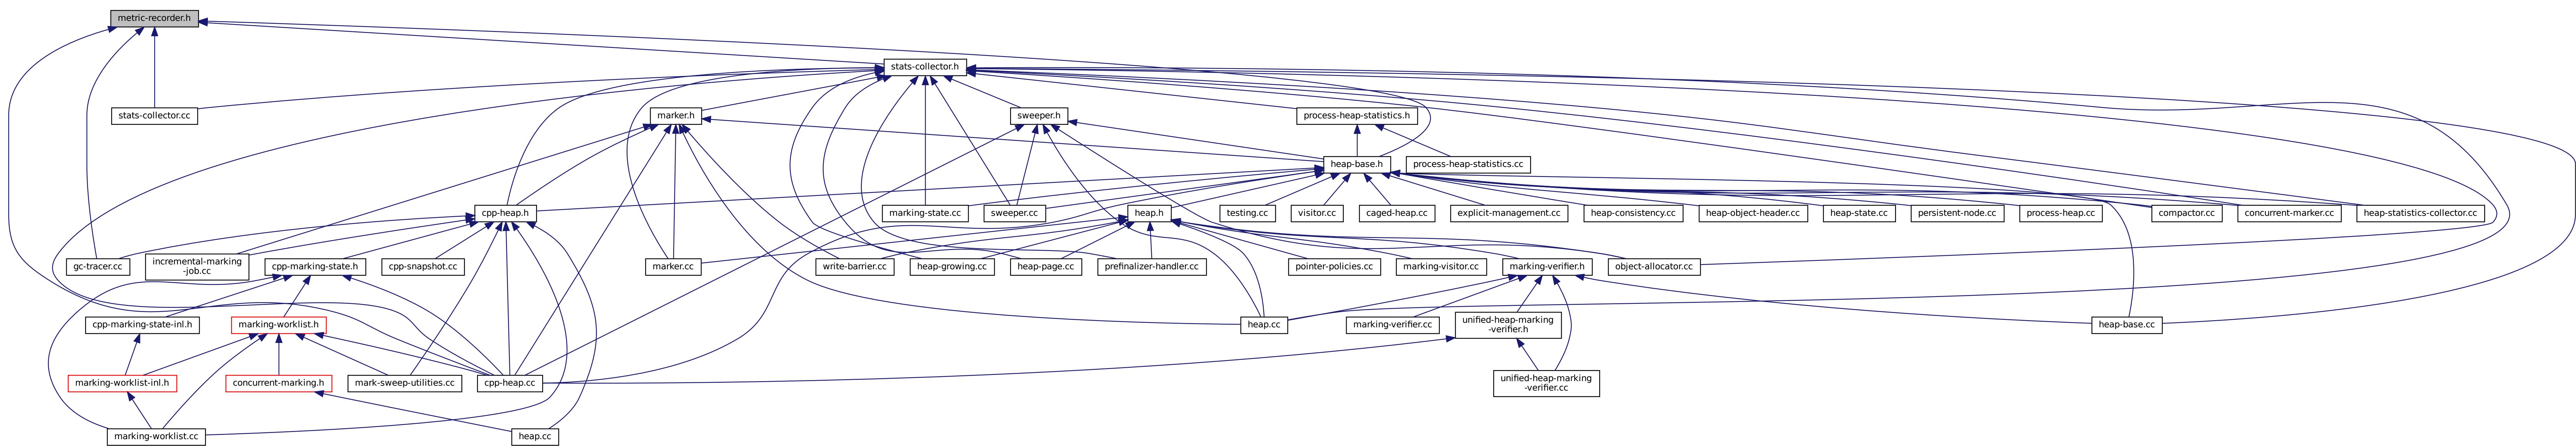 metric-recorder.h
stats-collector.h
stats-collector.cc
marker.h
sweeper.h
process-heap-statistics.h
heap-base.h
process-heap-statistics.cc
cpp-heap.h
marking-state.cc
sweeper.cc
heap.h
testing.cc
visitor.cc
caged-heap.cc
explicit-management.cc
heap-consistency.cc
heap-object-header.cc
heap-state.cc
persistent-node.cc
process-heap.cc
compactor.cc
concurrent-marker.cc
heap-statistics-collector.cc
gc-tracer.cc
incremental-marking
-job.cc
cpp-marking-state.h
cpp-snapshot.cc
marker.cc
write-barrier.cc
heap-growing.cc
heap-page.cc
prefinalizer-handler.cc
pointer-policies.cc
marking-visitor.cc
marking-verifier.h
object-allocator.cc
cpp-marking-state-inl.h
marking-worklist.h
heap.cc
marking-verifier.cc
unified-heap-marking
-verifier.h
heap-base.cc
marking-worklist-inl.h
concurrent-marking.h
mark-sweep-utilities.cc
cpp-heap.cc
unified-heap-marking
-verifier.cc
marking-worklist.cc
heap.cc